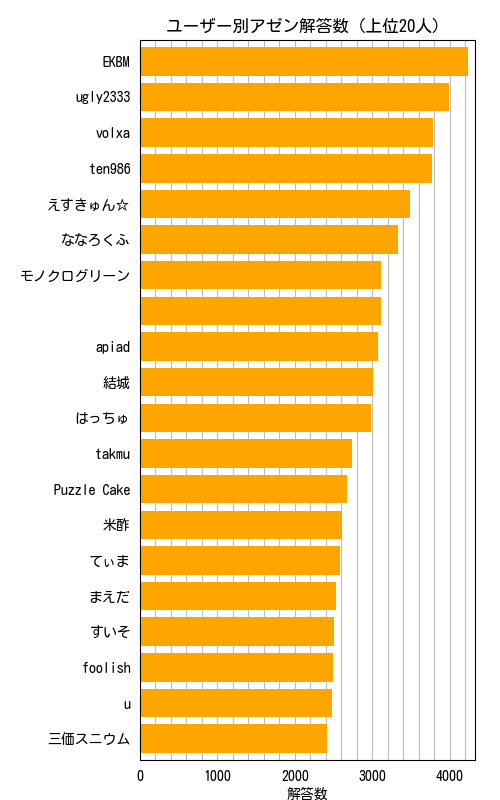 ユーザー別アゼン解答数 (上位20人)
EKBM
ugly2333
volxa
ten986
えすきゅん☆
ななろくふ
モノクログリーン
apiad
結城
はっちゅ
takmu
Puzzle Cake
米酢
てぃま
まえだ
すいそ
foolish
u
三価スニウム
0 1000 2000 3000 4000
解答数